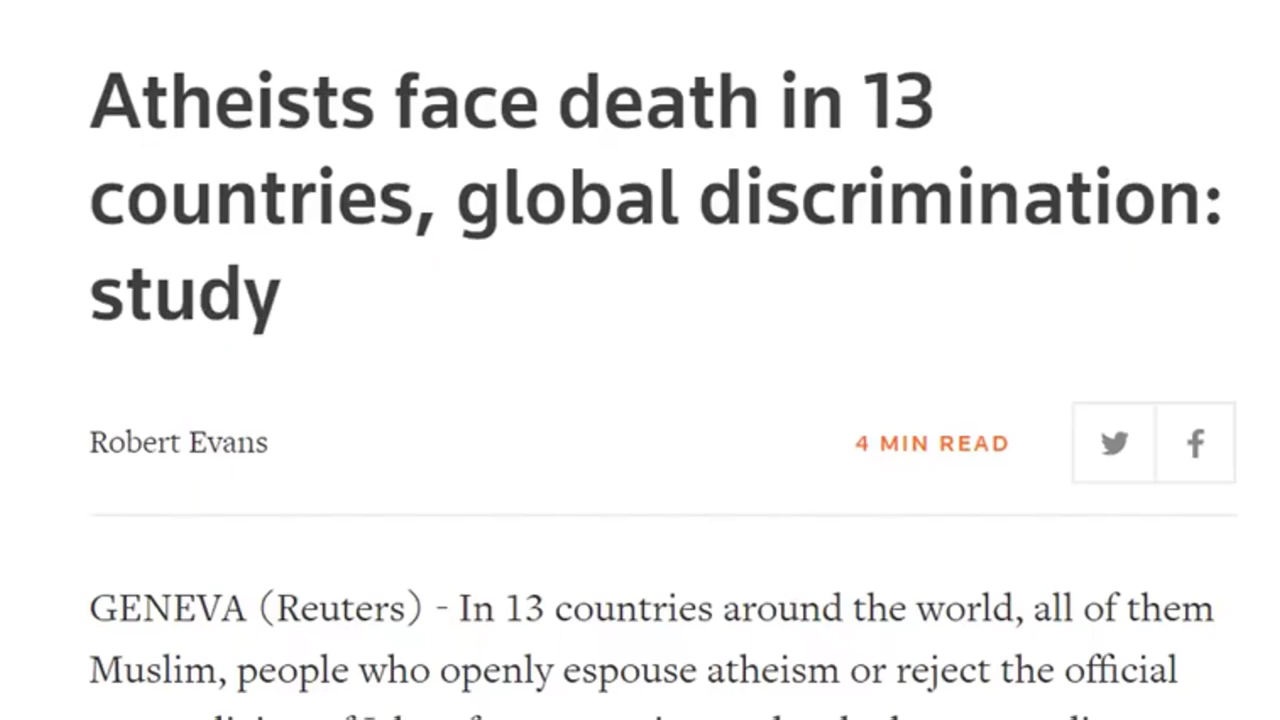 Atheists face death in 13
countries, global discrimination:
study
Robert Evans
4 MIN READ
GENEVA (Reuters) - In 13 countries around the world, all of them
Muslim, people who openly espouse atheism or reject the official